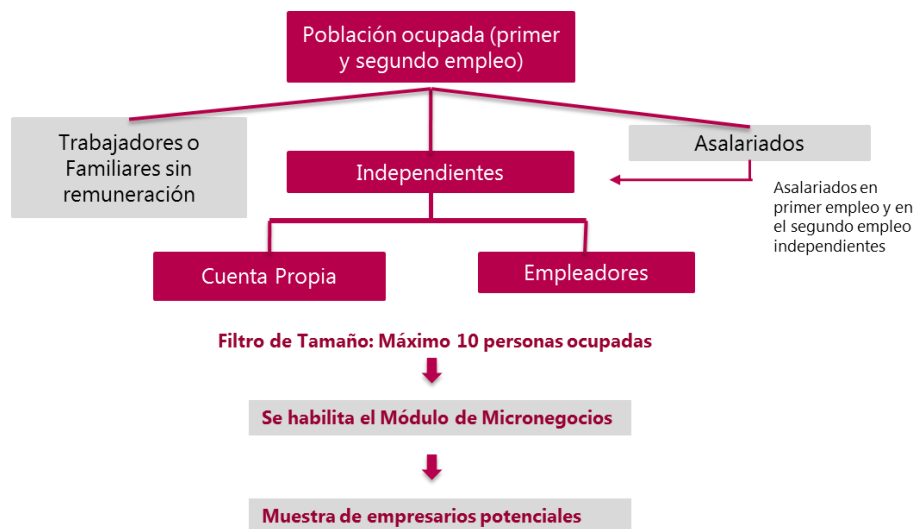 Población ocupada (primer
y segundo empleo)
Trabajadores o
Familiares sin
remuneración
Independientes
Asalariados
Asalariados en
primer empleo y en
el segundo empleo
independientes
Cuenta Propia
Empleadores
Filtro de Tamaño: Máximo 10 personas ocupadas
Se habilita el Módulo de Micronegocios
Muestra de empresarios potenciales